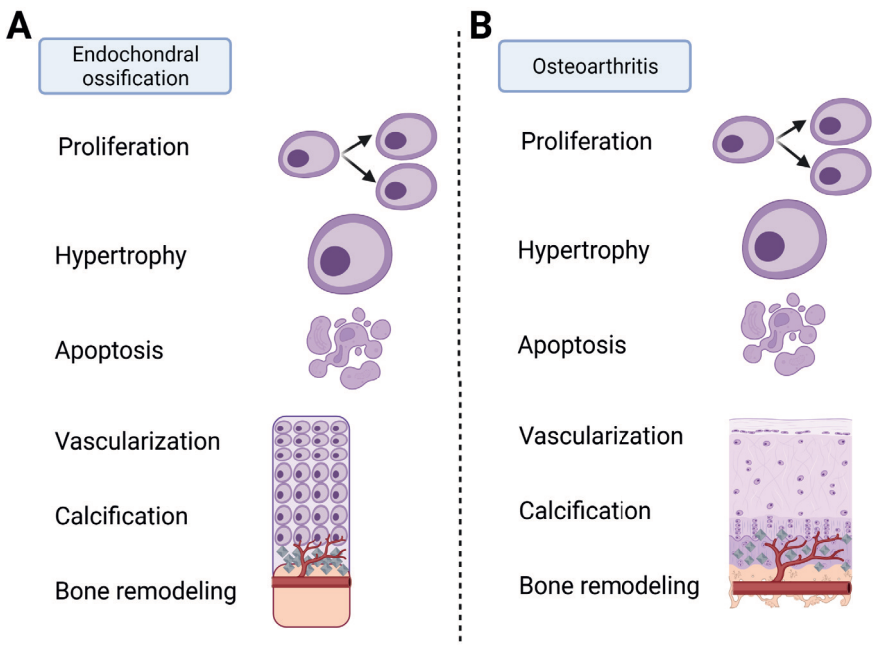 A
Endochondral
ossification
Proliferation
Hypertrophy
Apoptosis
Vascularization
Calcification
Bone remodeling
B
Osteoarthritis
Proliferation
Hypertrophy
Apoptosis
Vascularization
Calcification
Bone remodeling